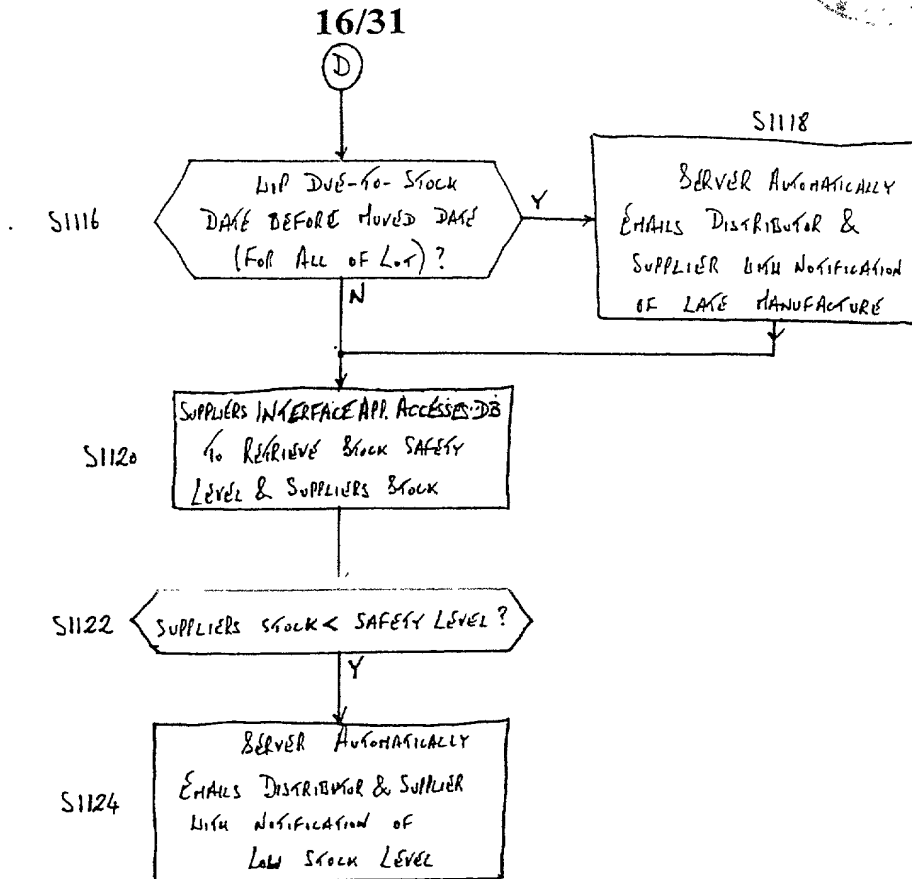 16/31
D
S1116
WIP DUE-TO-STOCK
DATE BEFORE MOVED DATE
(FOR ALL OF LOT)?
Y
N
S1118
SERVER AUTOMATICALLY
EMAILS DISTRIBUTOR &
SUPPLIER WITH NOTIFICATION
OF LATE MANUFACTURE
S1120
SUPPLIERS INTERFACE APP. ACCESSES DB
TO RETRIEVE STOCK SAFETY
LEVEL & SUPPLIERS STOCK
S1122
SUPPLIERS STOCK < SAFETY LEVEL?
Y
S1124
SERVER AUTOMATICALLY
EMAILS DISTRIBUTOR & SUPPLIER
WITH NOTIFICATION OF
LOW STOCK LEVEL